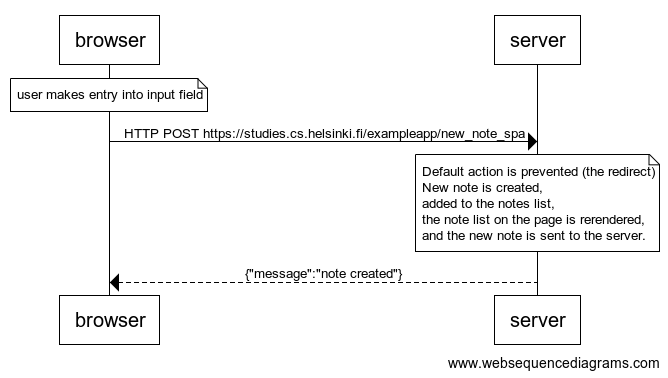 browser
server
user makes entry into input field
HTTP POST https://studies.cs.helsinki.fi/exampleapp/new_note_spa
Default action is prevented (the redirect)
New note is created,
added to the notes list,
the note list on the page is rerendered,
and the new note is sent to the server.
{"message":"note created"}
browser
server
www.websequencediagrams.com